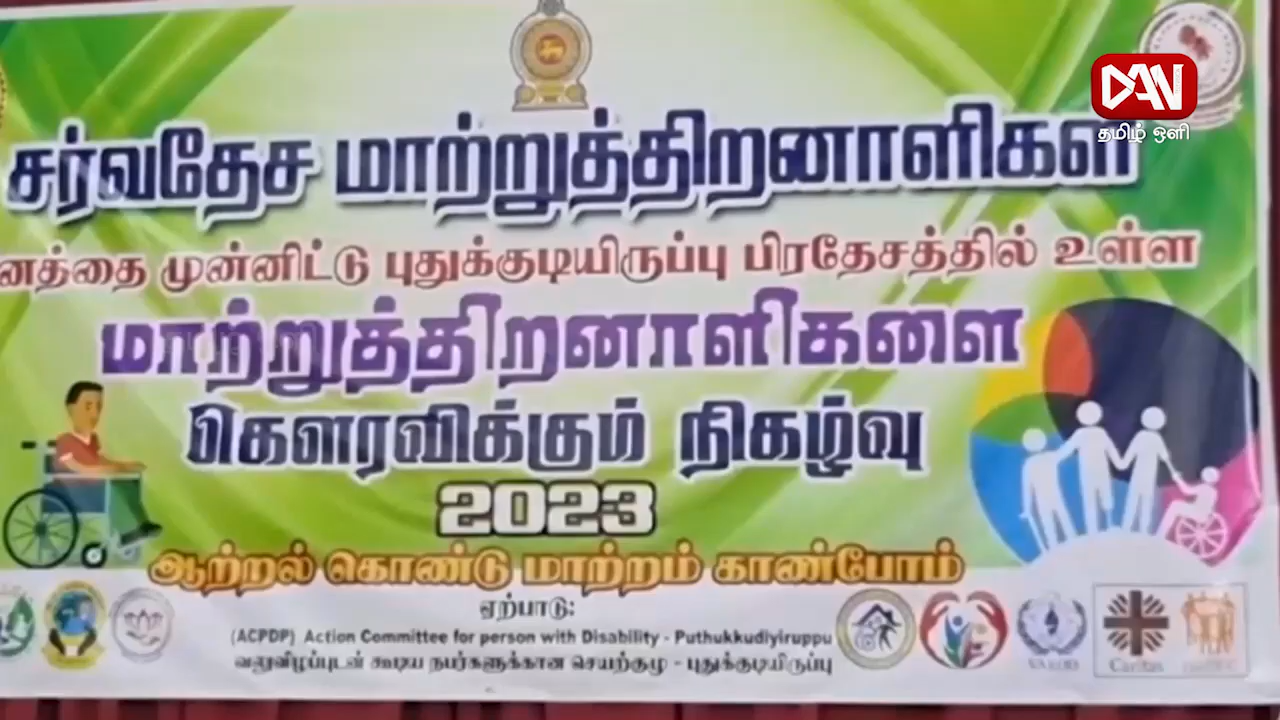 DAN
தமிழ் ஒளி
சர்வதேச மாற்றுத்திறனாளிகள்
முன்னிட்டு புதுக்குடியிருப்பு பிரதேசத்தில் உள்ள
மாற்றுத்திறனாளிகளை
கௌரவிக்கும் நிகழ்வு
2023
ஆற்றல் கொண்டு மாற்றம் காண்போம்
ஏற்பாடு:
(ACPDP) Action Committee for person with Disability - Puthukkudiyiruppu
வலுவிழப்புடன் கூடிய நபர்களுக்கான செயற்குழு - புதுக்குடியிருப்பு
Caritas